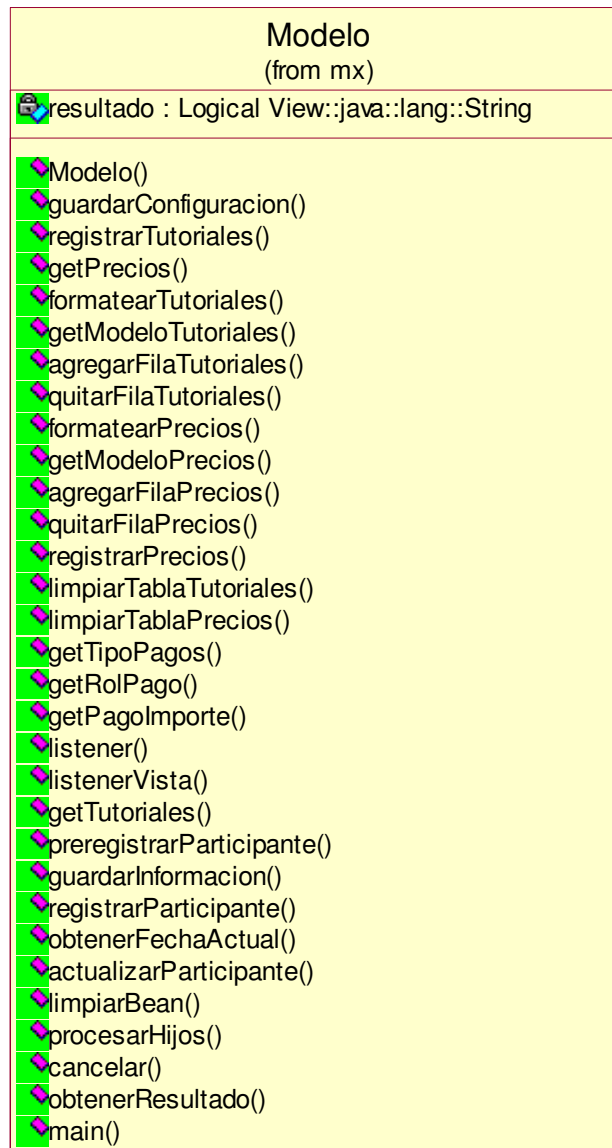 Modelo
(from mx)
resultado : Logical View::java::lang::String
Modelo()
guardarConfiguracion()
registrarTutoriales()
getPrecios()
formatearTutoriales()
getModeloTutoriales()
agregarFilaTutoriales()
quitarFilaTutoriales()
formatearPrecios()
getModeloPrecios()
agregarFilaPrecios()
quitarFilaPrecios()
registrarPrecios()
limpiarTablaTutoriales()
limpiarTablaPrecios()
getTipoPagos()
getRolPago()
getPagoImporte()
listener()
listenerVista()
getTutoriales()
preregistrarParticipante()
guardarInformacion()
registrarParticipante()
obtenerFechaActual()
actualizarParticipante()
limpiarBean()
procesarHijos()
cancelar()
obtenerResultado()
main()